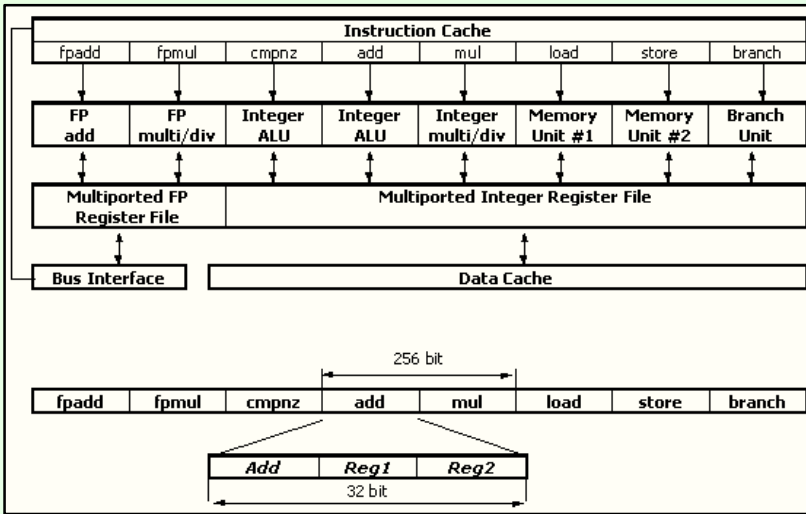 Instruction Cache
fpadd fpmul cmpnz add mul load store branch
FP FP Integer Integer Integer Memory Memory Branch
add multi/div ALU ALU multi/div Unit #1 Unit #2 Unit
Multiported FP Multiported Integer Register File
Register File
Bus Interface Data Cache
256 bit
fpadd fpmul cmpnz add mul load store branch
Add Reg1 Reg2
32 bit